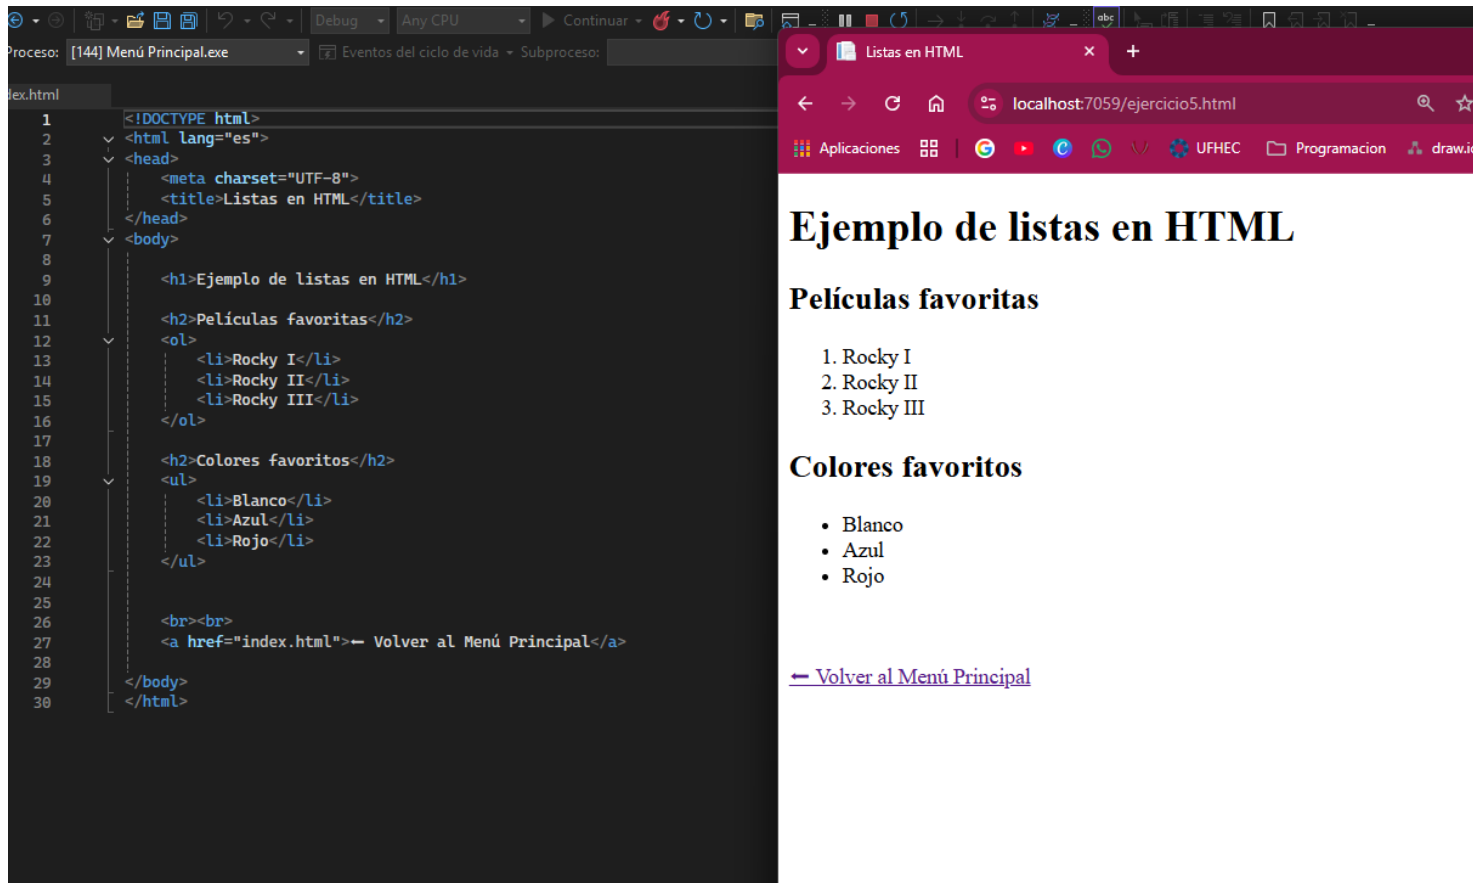 Debug
Any CPU
Continuar
abc
Proceso:
[144] Menú Principal.exe
Eventos del ciclo de vida
Subproceso:
dex.html
1 <!DOCTYPE html>
2 <html lang="es">
3 <head>
4 <meta charset="UTF-8">
5 <title>Listas en HTML</title>
6 </head>
7 <body>
8
9 <h1>Ejemplo de listas en HTML</h1>
10
11 <h2>Películas favoritas</h2>
12 <ol>
13 <li>Rocky I</li>
14 <li>Rocky II</li>
15 <li>Rocky III</li>
16 </ol>
17
18 <h2>Colores favoritos</h2>
19 <ul>
20 <li>Blanco</li>
21 <li>Azul</li>
22 <li>Rojo</li>
23 </ul>
24
25
26 <br><br>
27 <a href="index.html">← Volver al Menú Principal</a>
28
29 </body>
30 </html>
Listas en HTML
localhost:7059/ejercicio5.html
Aplicaciones
UFHEC
Programacion
draw.io
Ejemplo de listas en HTML
Películas favoritas
1. Rocky I
2. Rocky II
3. Rocky III
Colores favoritos
• Blanco
• Azul
• Rojo
← Volver al Menú Principal